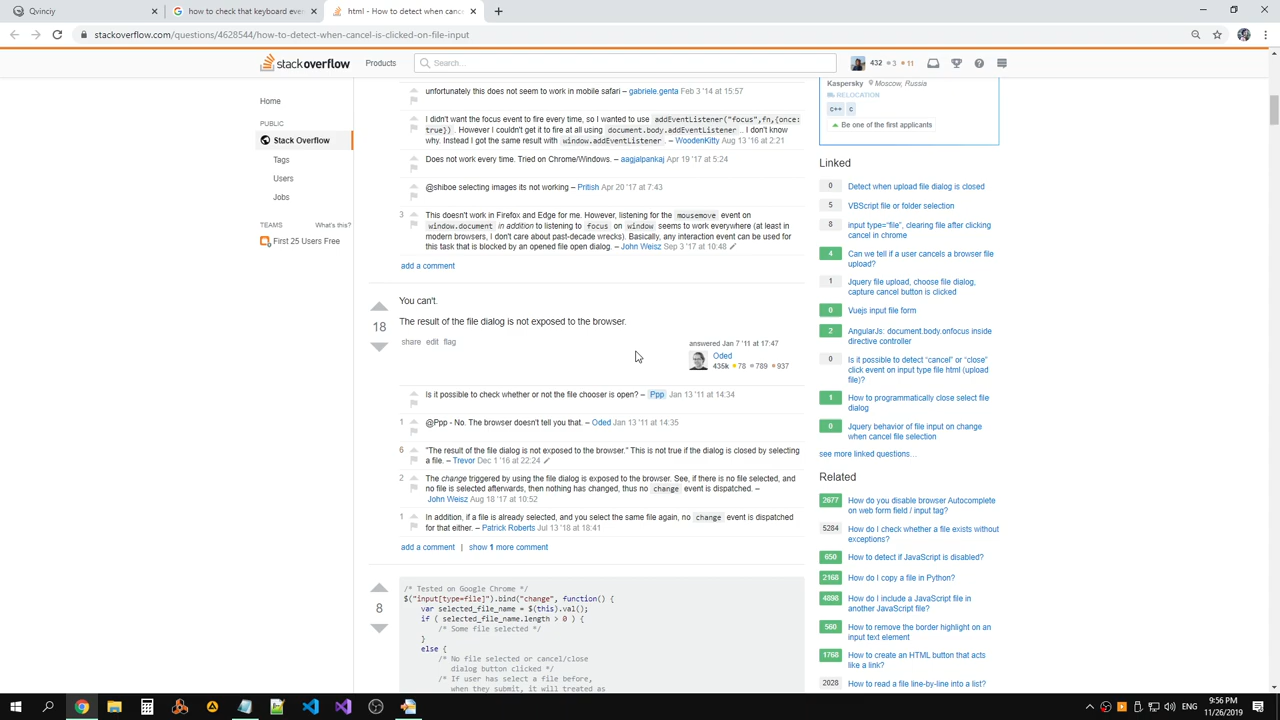 Qvinciy
how to check that keyboard ever
html - How to detect when cance
stackoverflow.com/questions/4628544/how-to-detect-when-cancel-is-clicked-on-file-input
stackoverflow
Products
Search...
432 3 11
Home
PUBLIC
Stack Overflow
Tags
Users
Jobs
TEAMS What's this?
First 25 Users Free
unfortunately this does not seem to work in mobile safari – gabriele.genta Feb 3 '14 at 15:57
I didn't want the focus event to fire every time, so I wanted to use addEventListener("focus",fn,{once:
true}) . However I couldn't get it to fire at all using document.body.addEventListener .. I don't know
why. Instead I got the same result with window.addEventListener . – WoodenKitty Aug 13 '16 at 2:21
Does not work every time. Tried on Chrome/Windows. – aagjalpankaj Apr 19 '17 at 5:24
@shiboe selecting images its not working – Pritish Apr 20 '17 at 7:43
3 This doesn't work in Firefox and Edge for me. However, listening for the mousemove event on
window.document in addition to listening to focus on window seems to work everywhere (at least in
modern browsers, I don't care about past-decade wrecks). Basically, any interaction event can be used for
this task that is blocked by an opened file open dialog. – John Weisz Sep 3 '17 at 10:48
add a comment
You can't.
18
The result of the file dialog is not exposed to the browser.
share edit flag
answered Jan 7 '11 at 17:47
Oded
435k 78 789 937
Is it possible to check whether or not the file chooser is open? – Ppp Jan 13 '11 at 14:34
1 @Ppp - No. The browser doesn't tell you that. – Oded Jan 13 '11 at 14:35
6 "The result of the file dialog is not exposed to the browser." This is not true if the dialog is closed by selecting
a file. – Trevor Dec 1 '16 at 22:24
2 The change triggered by using the file dialog is exposed to the browser. See, if there is no file selected, and
no file is selected afterwards, then nothing has changed, thus no change event is dispatched. –
John Weisz Aug 18 '17 at 10:52
1 In addition, if a file is already selected, and you select the same file again, no change event is dispatched
for that either. – Patrick Roberts Jul 13 '18 at 18:41
add a comment | show 1 more comment
8
/* Tested on Google Chrome */
$("input[type=file]").bind("change", function() {
var selected_file_name = $(this).val();
if ( selected_file_name.length > 0 ) {
/* Some file selected */
}
else {
/* No file selected or cancel/close
dialog button clicked */
/* If user has select a file before,
when they submit, it will treated as
Kaspersky Moscow, Russia
RELOCATION
c++ c
Be one of the first applicants
Linked
0 Detect when upload file dialog is closed
5 VBScript file or folder selection
8 input type="file", clearing file after clicking
cancel in chrome
4 Can we tell if a user cancels a browser file
upload?
1 Jquery file upload, choose file dialog,
capture cancel button is clicked
0 Vuejs input file form
2 AngularJs: document.body.onfocus inside
directive controller
0 Is it possible to detect "cancel" or "close"
click event on input type file html (upload
file)?
1 How to programmatically close select file
dialog
0 Jquery behavior of file input on change
when cancel file selection
see more linked questions…
Related
2677 How do you disable browser Autocomplete
on web form field / input tag?
5284 How do I check whether a file exists without
exceptions?
650 How to detect if JavaScript is disabled?
2168 How do I copy a file in Python?
4898 How do I include a JavaScript file in
another JavaScript file?
560 How to remove the border highlight on an
input text element
1768 How to create an HTML button that acts
like a link?
2028 How to read a file line-by-line into a list?
ENG
9:56 PM
11/26/2019